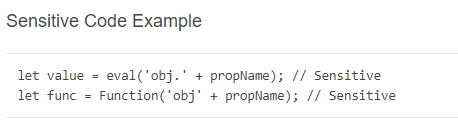 Sensitive Code Example
let value = eval('obj.' + propName); // Sensitive
let func = Function('obj' + propName); // Sensitive